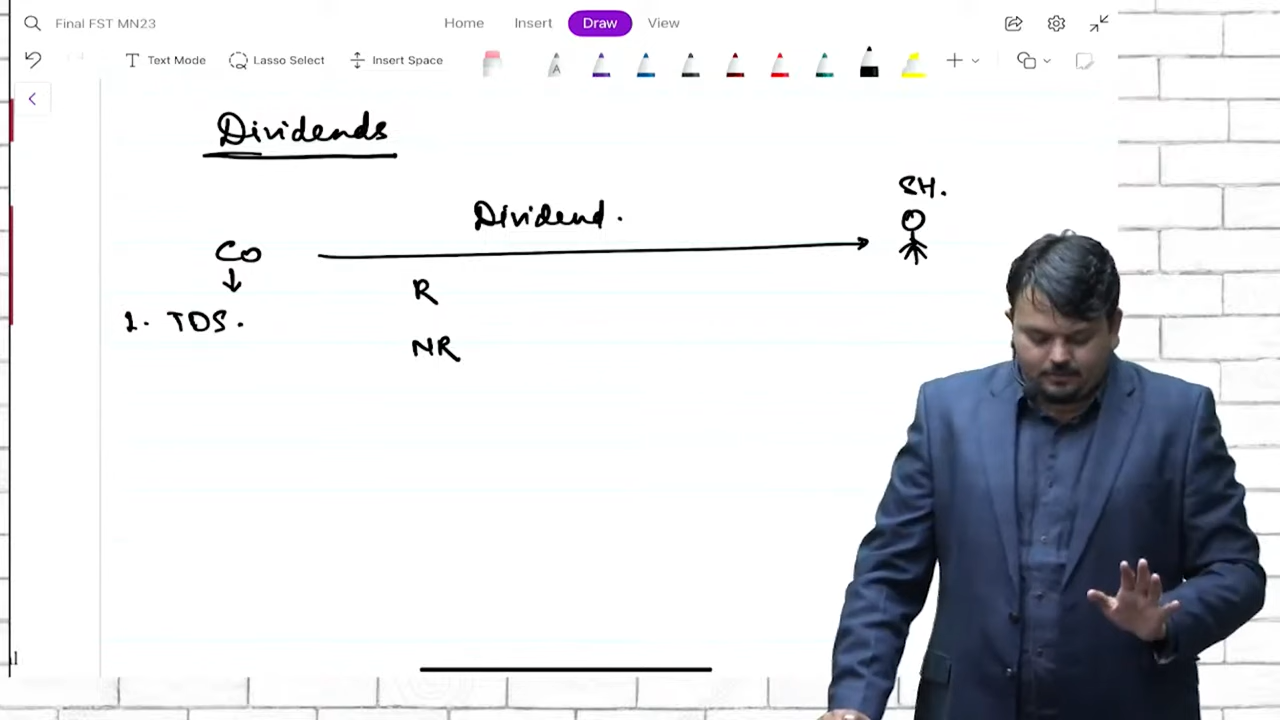 Final FST MN23
Home Insert Draw View
Text Mode Lasso Select Insert Space
Dividends
SH.
Dividend.
Co
R
1. TDS.
NR